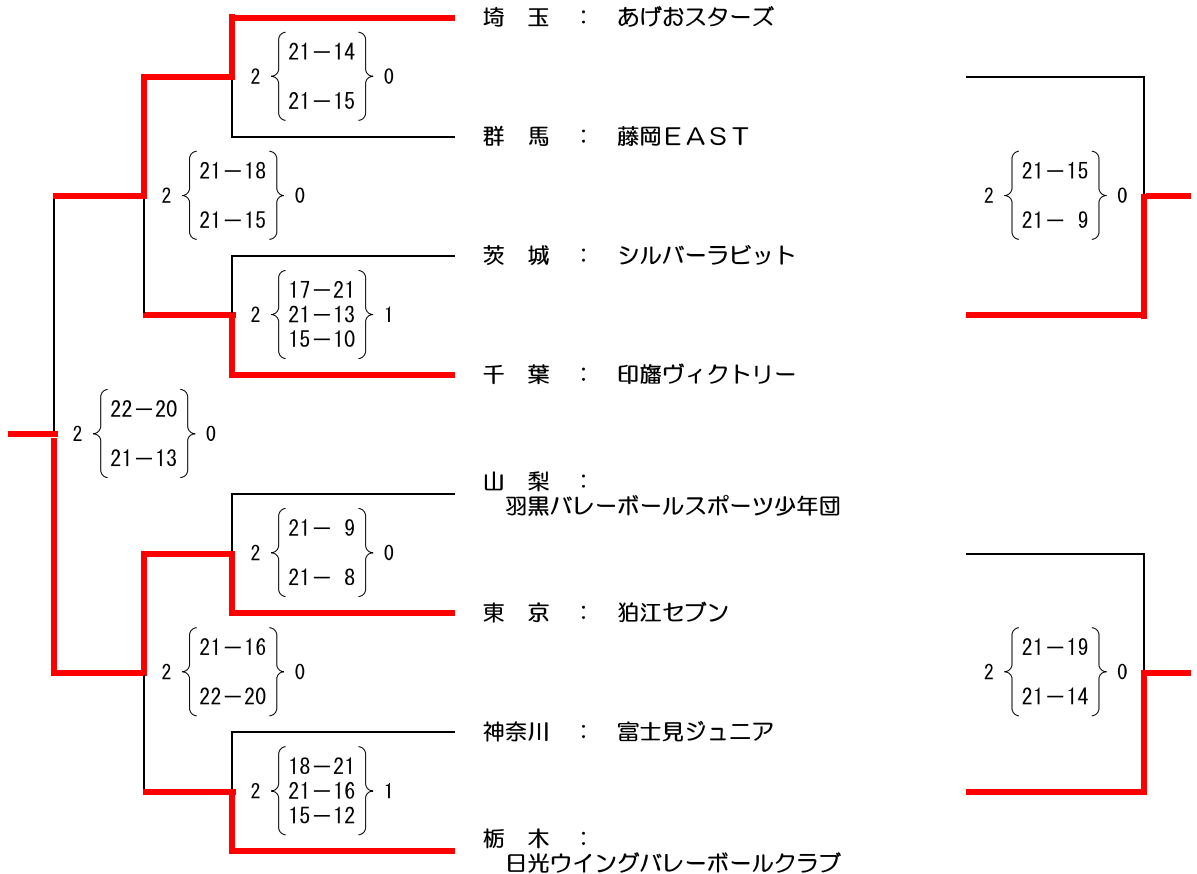 埼　玉　：　あげおスターズ
2 21－14 0
21－15
群　馬　：　藤岡ＥＡＳＴ
2 21－18 0
21－15
2 21－15 0
21－ 9
茨　城　：　シルバーラビット
17－21
2 21－13 1
15－10
千　葉　：　印旛ヴィクトリー
2 22－20 0
21－13
山　梨　：
羽黒バレーボールスポーツ少年団
2 21－ 9 0
21－ 8
東　京　：　狛江セブン
2 21－16 0
22－20
2 21－19 0
21－14
神奈川　：　富士見ジュニア
18－21
2 21－16 1
15－12
栃　木　：
日光ウイングバレーボールクラブ